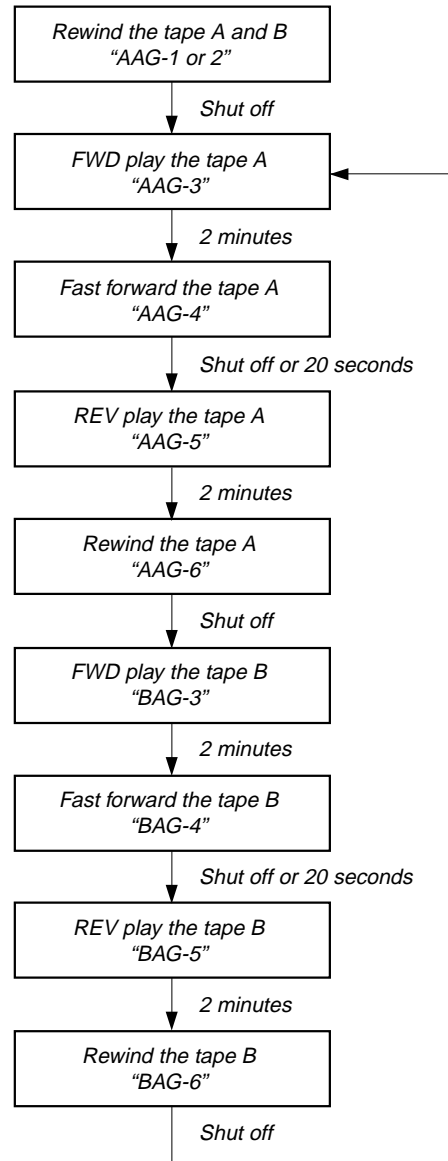 Rewind the tape A and B
“AAG-1 or 2”
Shut off
FWD play the tape A
“AAG-3”
2 minutes
Fast forward the tape A
“AAG-4”
Shut off or 20 seconds
REV play the tape A
“AAG-5”
2 minutes
Rewind the tape A
“AAG-6”
Shut off
FWD play the tape B
“BAG-3”
2 minutes
Fast forward the tape B
“BAG-4”
Shut off or 20 seconds
REV play the tape B
“BAG-5”
2 minutes
Rewind the tape B
“BAG-6”
Shut off